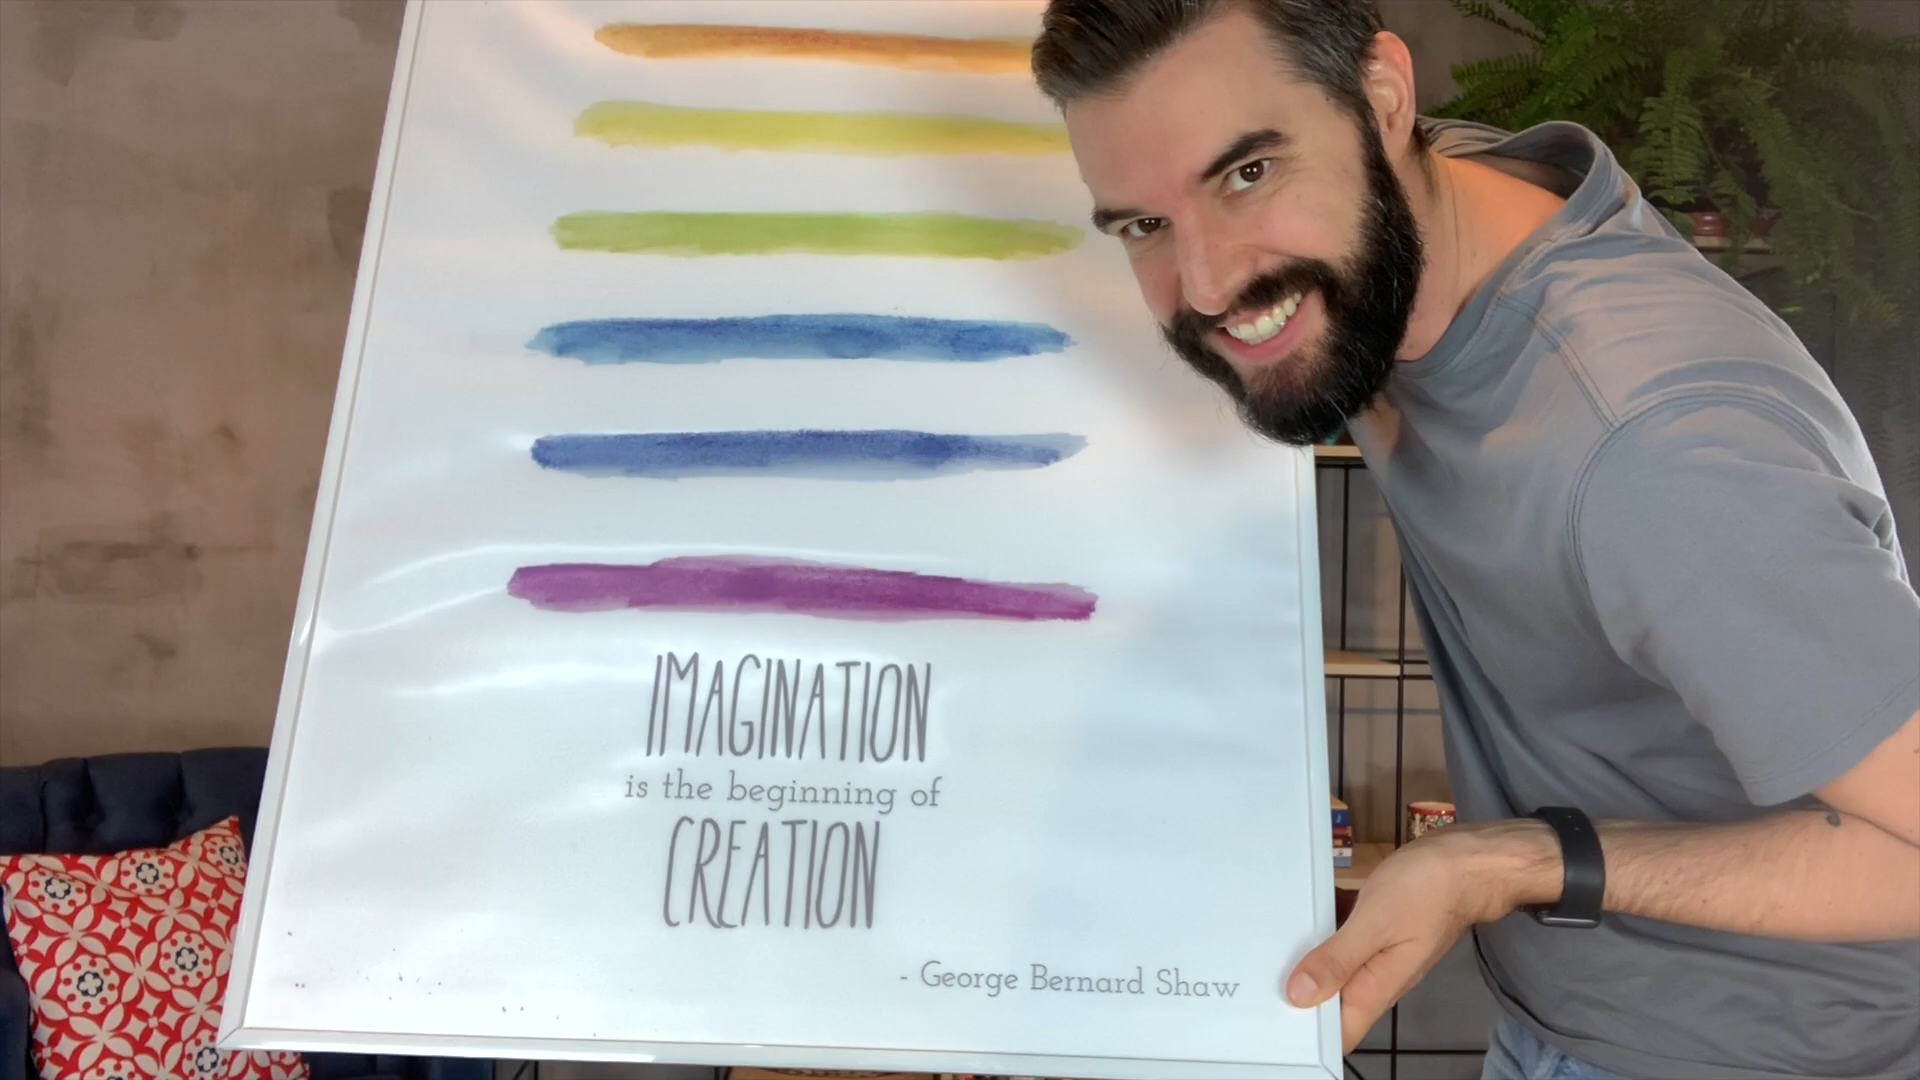 IMAGINATION
is the beginning of
CREATION
- George Bernard Shaw